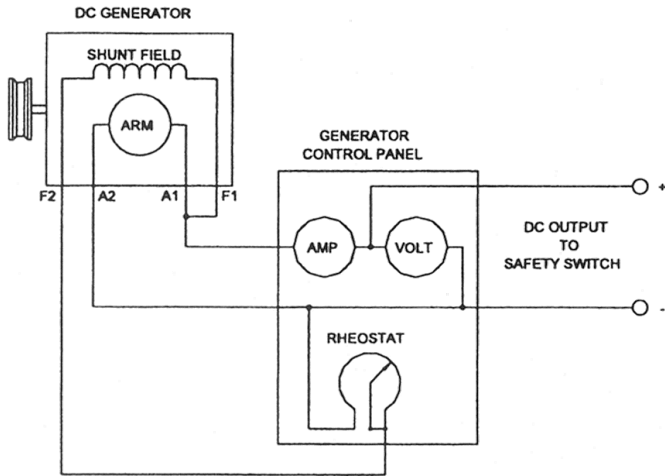 DC GENERATOR
SHUNT FIELD
ARM
F2
A2
A1
F1
GENERATOR
CONTROL PANEL
AMP
VOLT
+
DC OUTPUT
TO
SAFETY SWITCH
-
RHEOSTAT